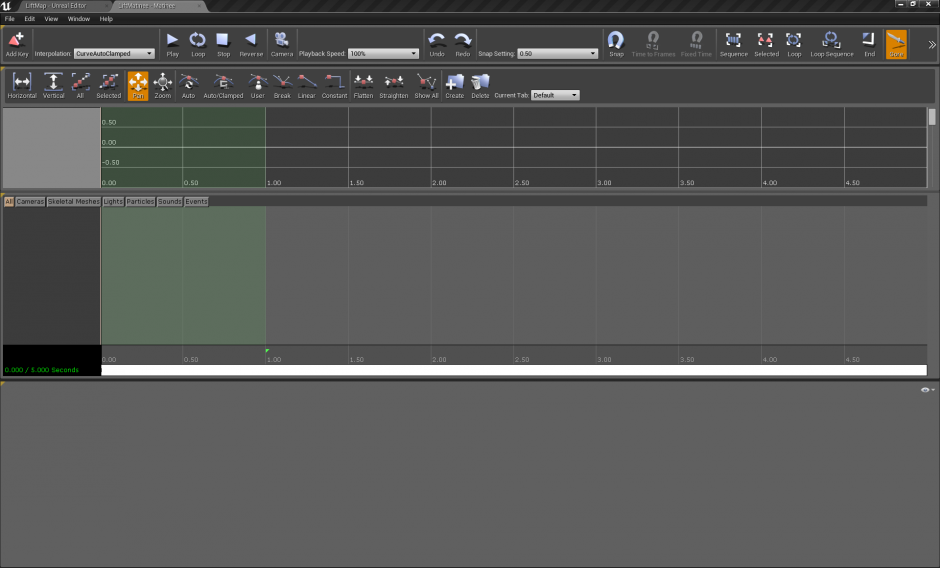 LiftMap - Unreal Editor
LiftMatinee - Matinee
File Edit View Window Help
Add Key Interpolation: CurveAutoClamped Play Loop Stop Reverse Camera Playback Speed: 100% Undo Redo Snap Setting: 0.50 Snap Time to Frames Fixed Time Sequence Selected Loop Loop Sequence End
Horizontal Vertical All Selected Pan Zoom Auto Auto/Clamped User Break Linear Constant Flatten Straighten Show All Create Delete Current Tab: Default
0.50
0.00
-0.50
0.00 0.50 1.00 1.50 2.00 2.50 3.00 3.50 4.00 4.50
All Cameras Skeletal Meshes Lights Particles Sounds Events
0.00 0.50 1.00 1.50 2.00 2.50 3.00 3.50 4.00 4.50
0.000 / 5.000 Seconds